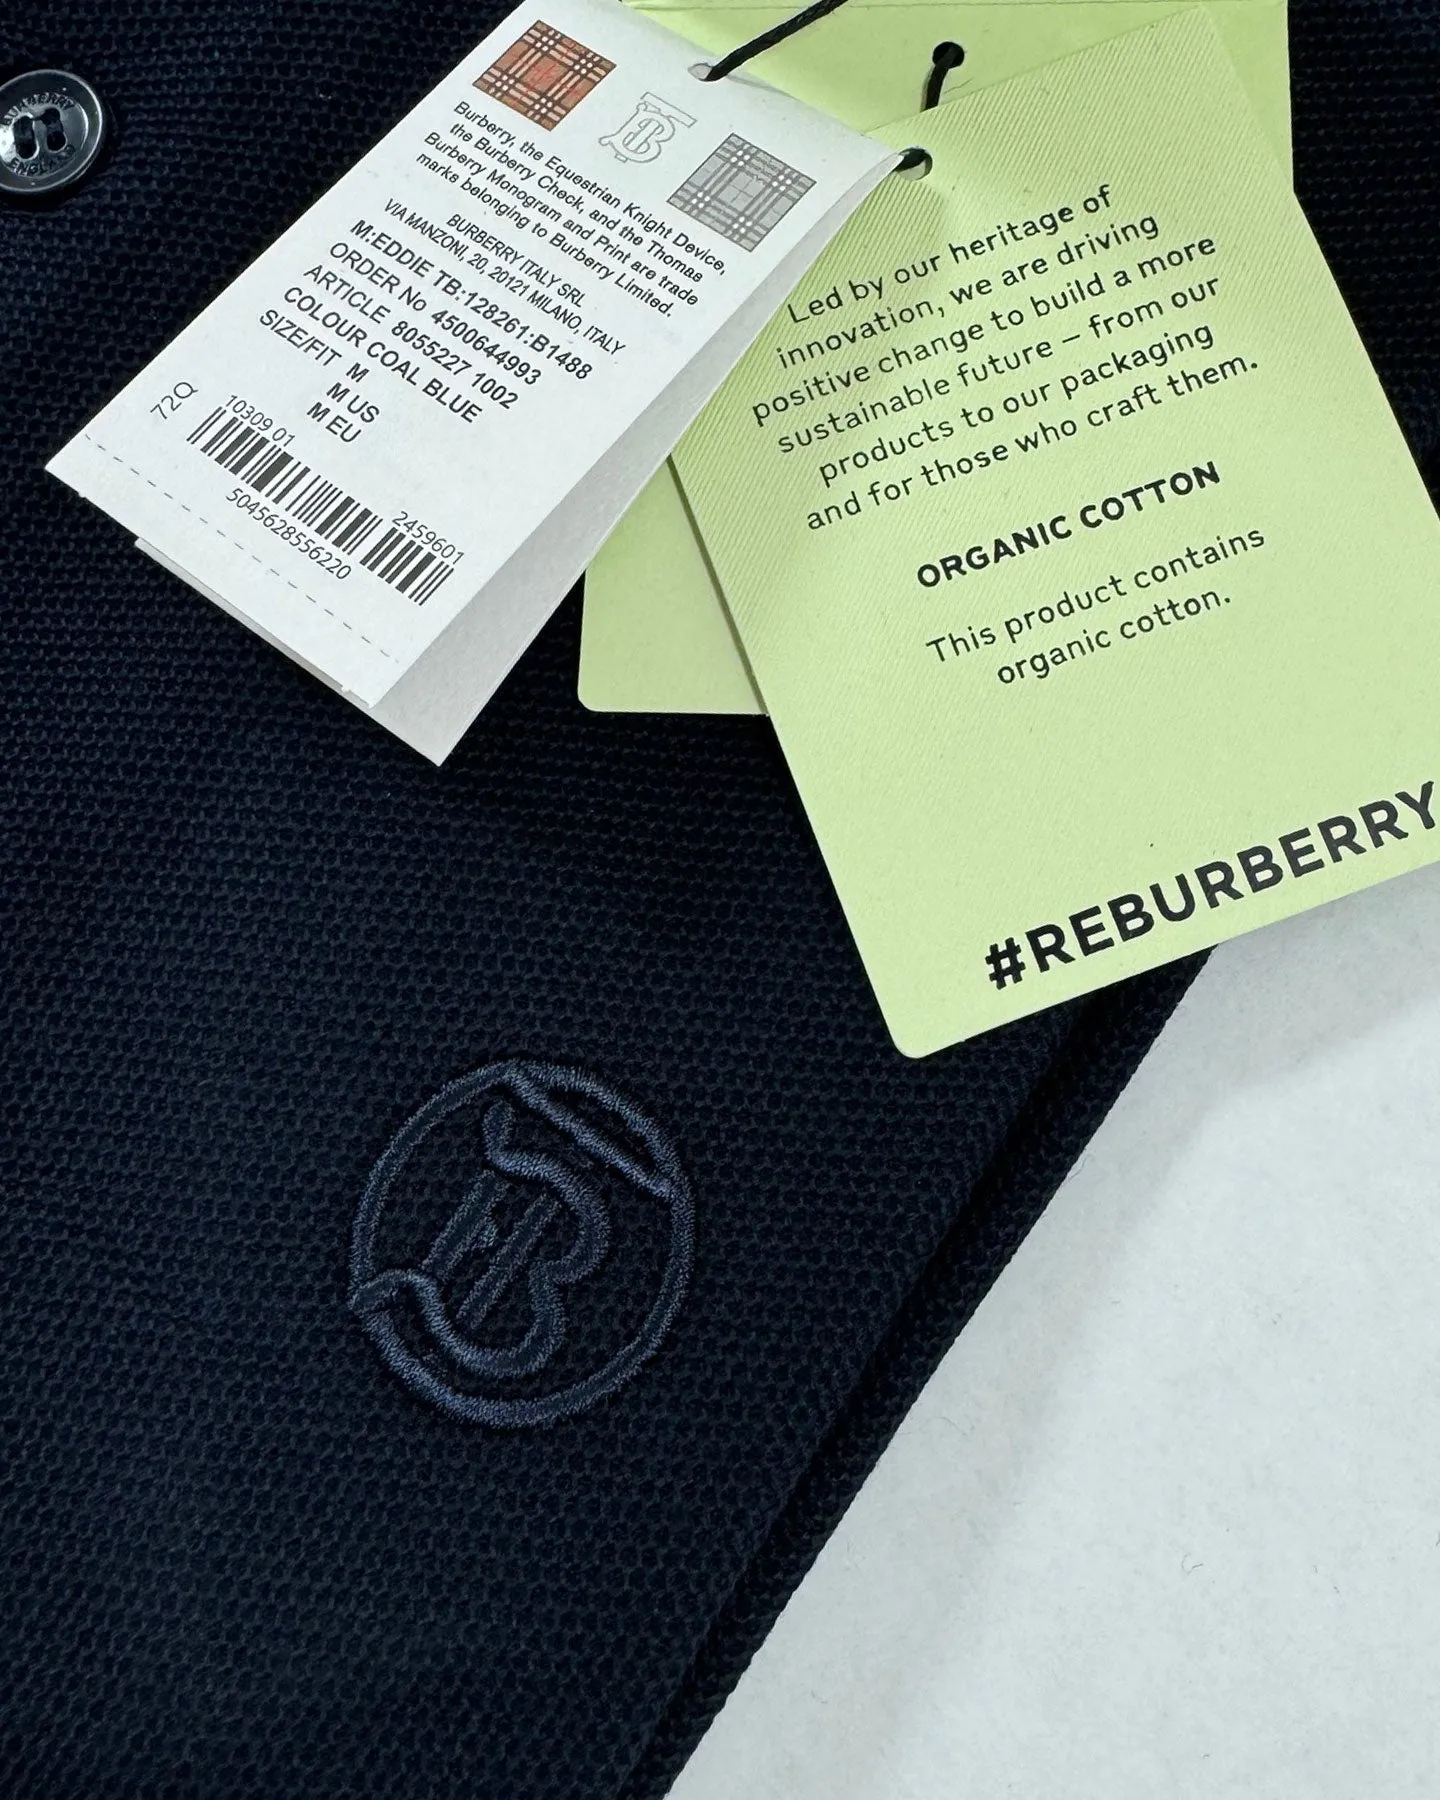 BURBERRY
ENGLAND
TB
Burberry, the Equestrian Knight Device,
the Burberry Check, and the Thomas
Burberry Monogram and Print are trade
marks belonging to Burberry Limited.
BURBERRY ITALY SRL
VIA MANZONI, 20, 20121 MILANO, ITALY
M:EDDIE TB:128261:B1488
ORDER No 4500644993
ARTICLE 8055227 1002
COLOUR COAL BLUE
SIZE/FIT M
M US
M EU
72Q
10309 01
2459601
5045628556220
Led by our heritage of
innovation, we are driving
positive change to build a more
sustainable future – from our
products to our packaging
and for those who craft them.
ORGANIC COTTON
This product contains
organic cotton.
#REBURBERRY
TB